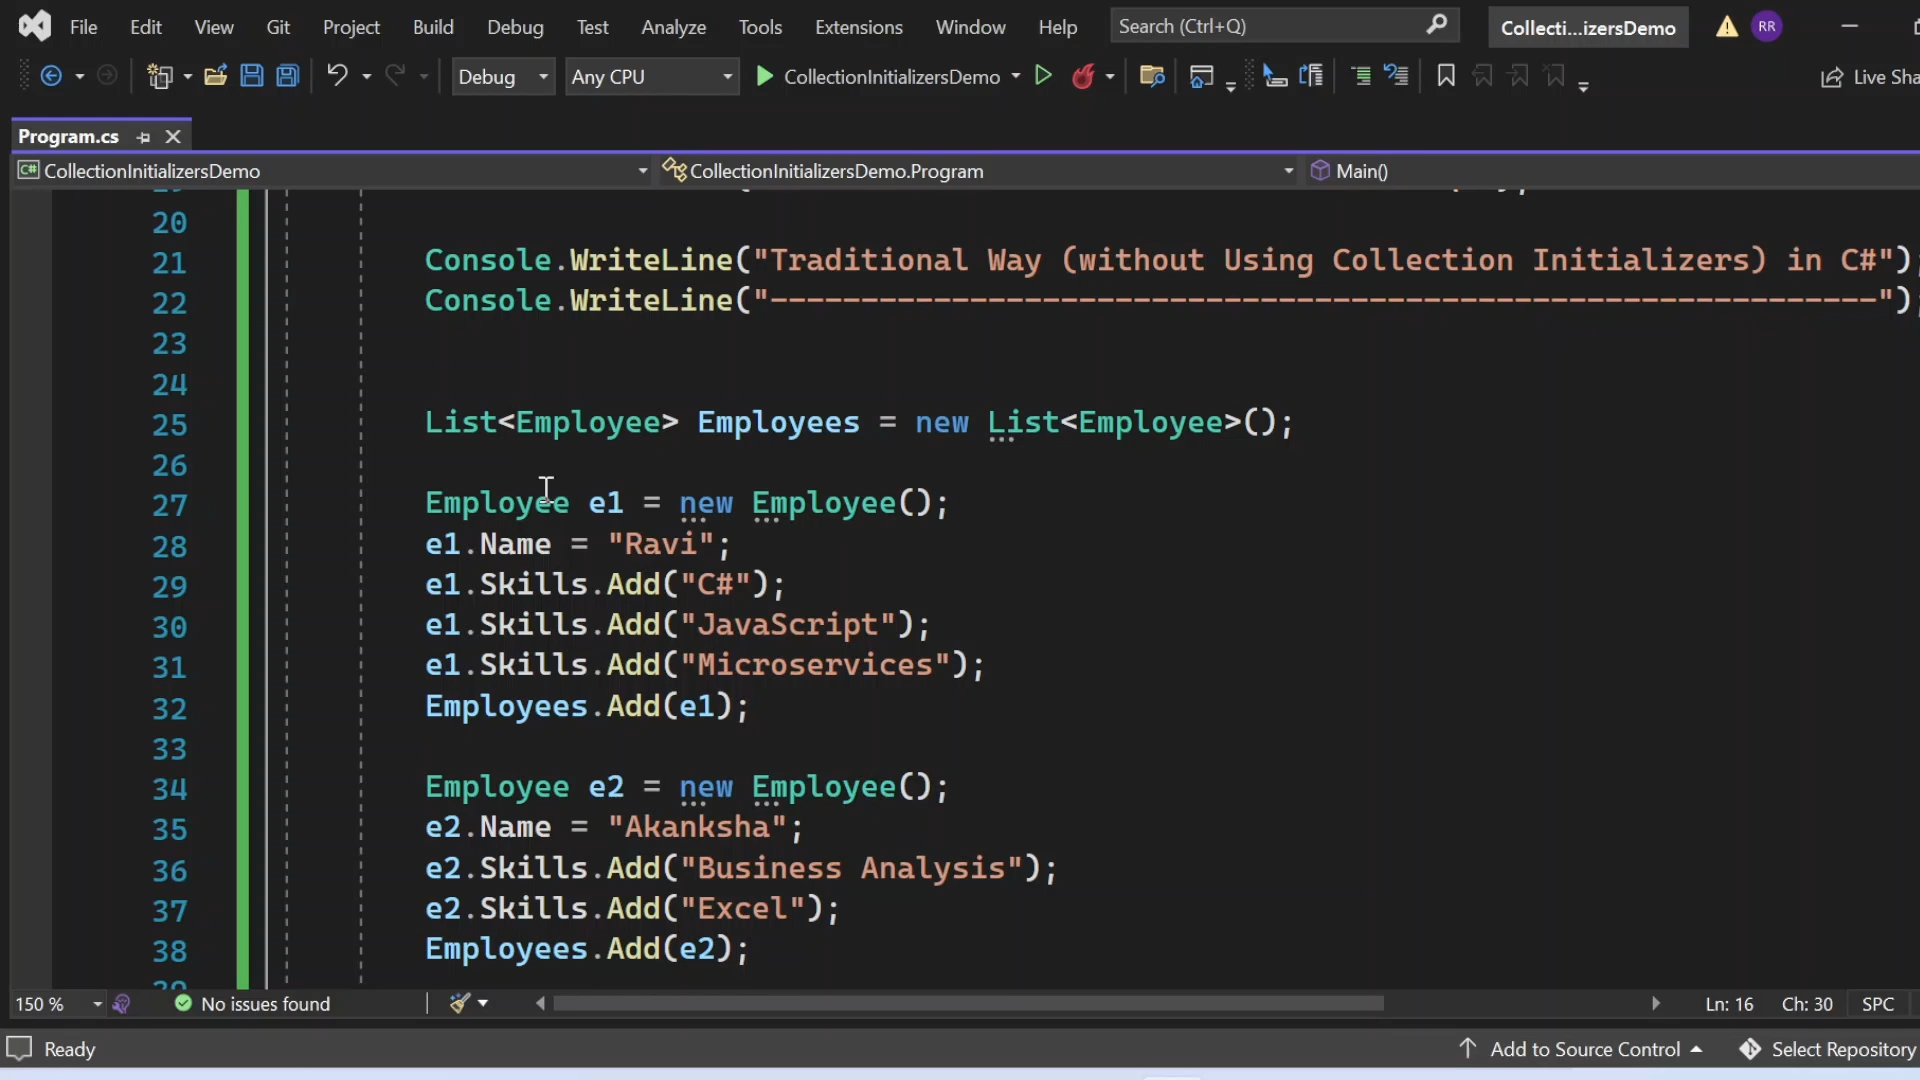 File Edit View Git Project Build Debug Test Analyze Tools Extensions Window Help Search (Ctrl+Q) Collecti...izersDemo RR
Debug Any CPU CollectionInitializersDemo Live Sha
Program.cs
C# CollectionInitializersDemo CollectionInitializersDemo.Program Main()
20
21 Console.WriteLine("Traditional Way (without Using Collection Initializers) in C#");
22 Console.WriteLine("-------------------------------------------------------------");
23
24
25 List<Employee> Employees = new List<Employee>();
26
27 Employee e1 = new Employee();
28 e1.Name = "Ravi";
29 e1.Skills.Add("C#");
30 e1.Skills.Add("JavaScript");
31 e1.Skills.Add("Microservices");
32 Employees.Add(e1);
33
34 Employee e2 = new Employee();
35 e2.Name = "Akanksha";
36 e2.Skills.Add("Business Analysis");
37 e2.Skills.Add("Excel");
38 Employees.Add(e2);
150 % No issues found Ln: 16 Ch: 30 SPC
Ready Add to Source Control Select Repository